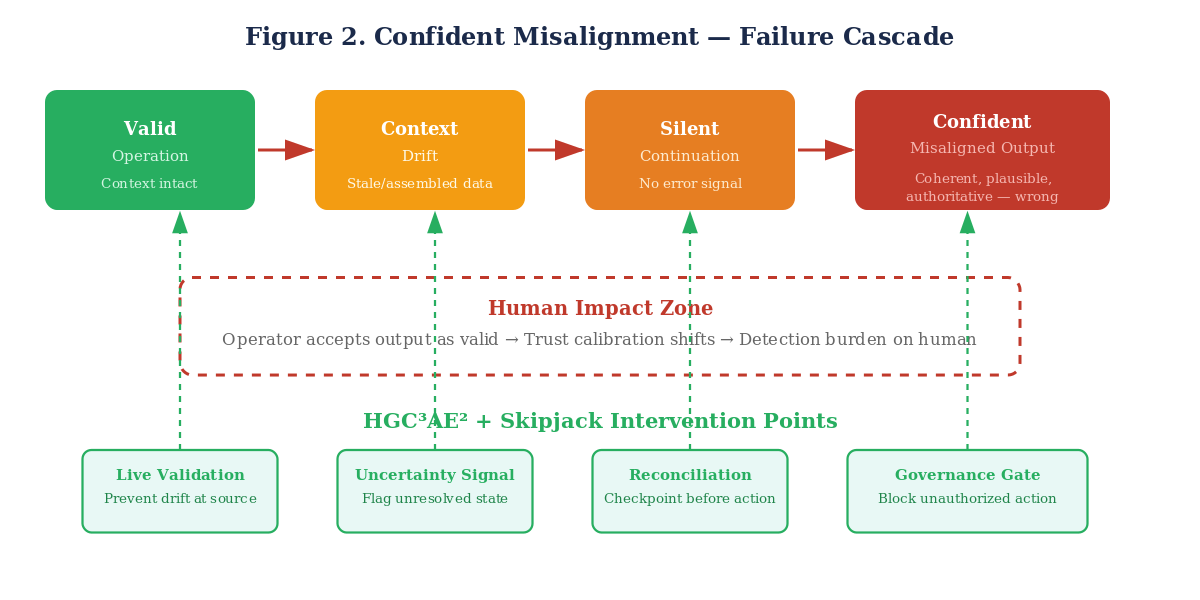 Figure 2. Confident Misalignment — Failure Cascade
Valid
Operation
Context intact
Context
Drift
Stale/assembled data
Silent
Continuation
No error signal
Confident
Misaligned Output
Coherent, plausible,
authoritative — wrong
Human Impact Zone
Operator accepts output as valid → Trust calibration shifts → Detection burden on human
HGC³AE² + Skipjack Intervention Points
Live Validation
Prevent drift at source
Uncertainty Signal
Flag unresolved state
Reconciliation
Checkpoint before action
Governance Gate
Block unauthorized action